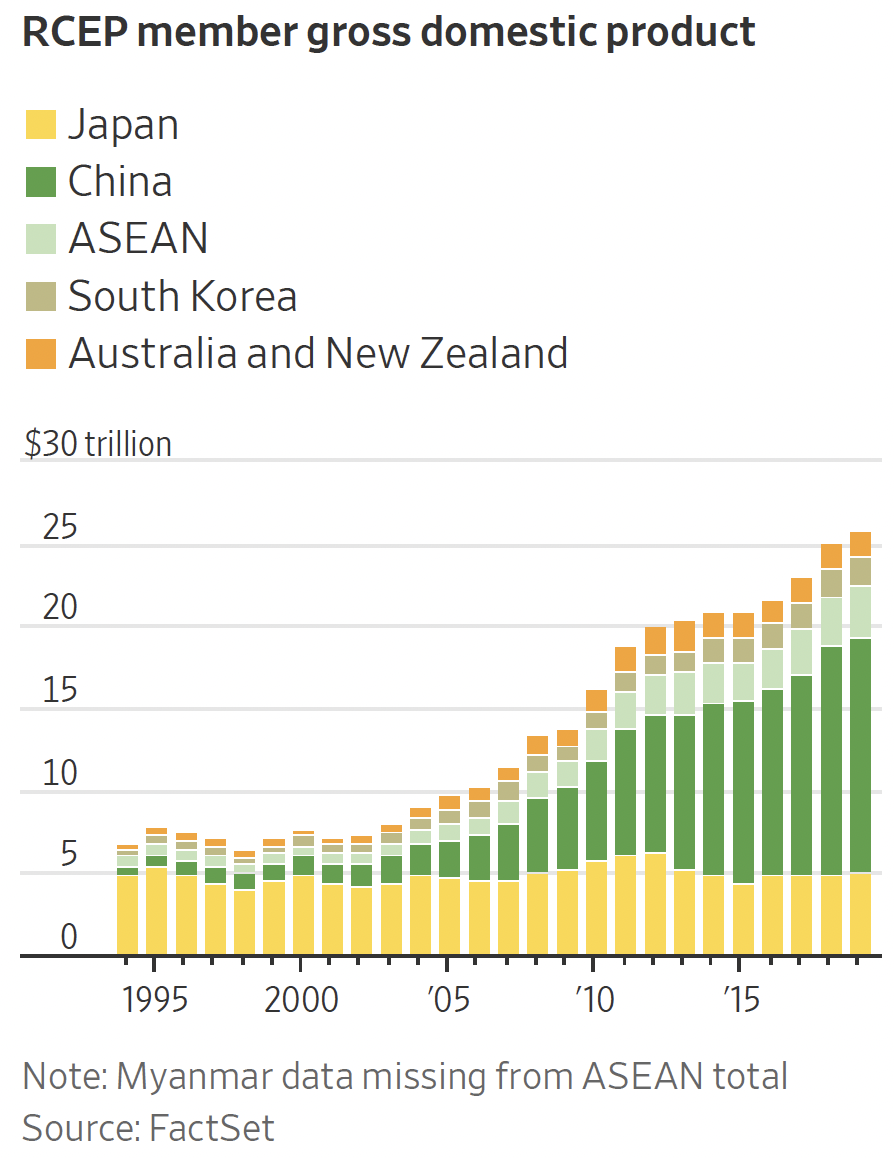 RCEP member gross domestic product
Japan
China
ASEAN
South Korea
Australia and New Zealand
$30 trillion
25
20
15
10
5
0
1995 2000 ’05 ’10 ’15
Note: Myanmar data missing from ASEAN total
Source: FactSet